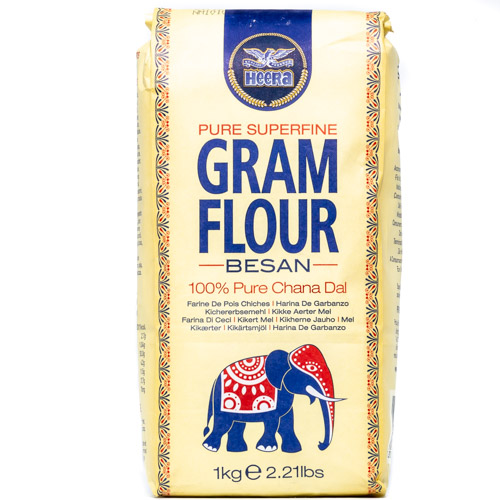 HEERA
PURE SUPERFINE
GRAM
FLOUR
BESAN
100% Pure Chana Dal
Farine De Pois Chiches | Harina De Garbanzo
Kichererbsemehl | Kikke Aerter Mel
Farina Di Ceci | Kikert Mel | Kikherne Jauho | Mel
Kikærter | Kikärtsmjöl | Harina De Garbanzo
1kg ℮ 2.21lbs